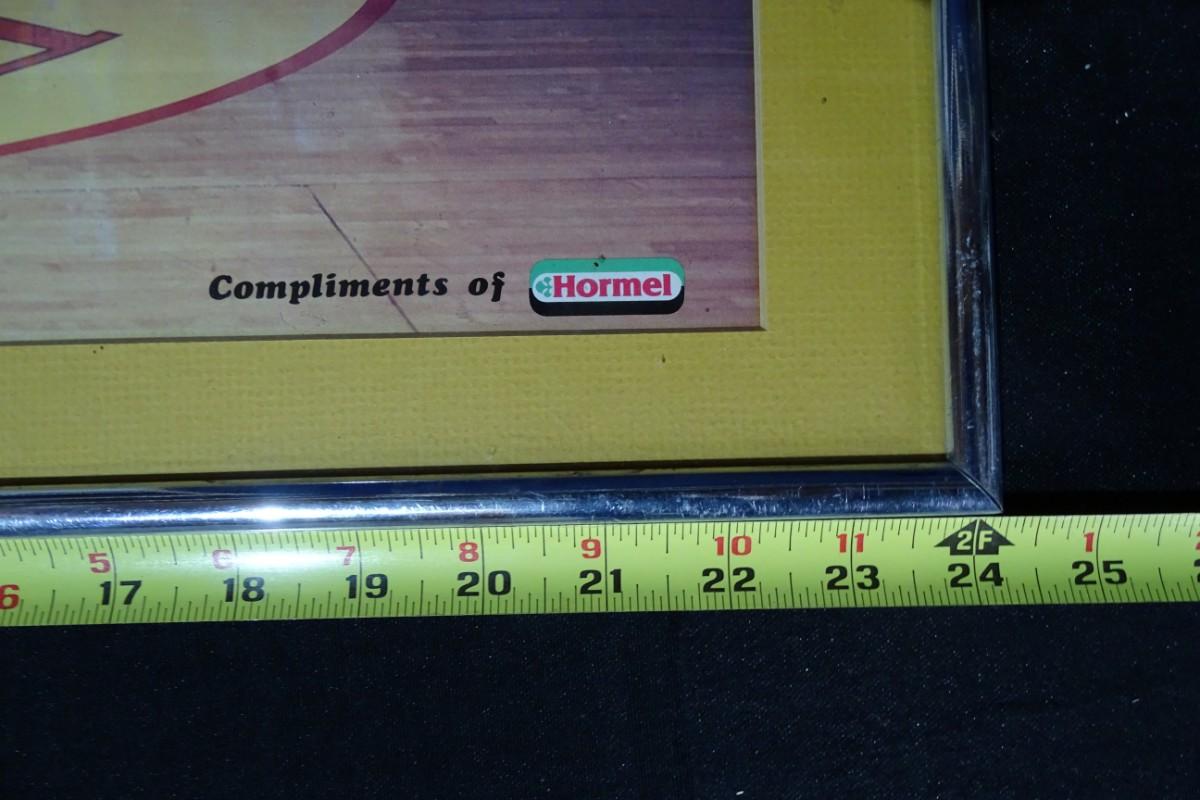 Compliments of Hormel
5 6 7 8 9 10 11 2F 1
6 17 18 19 20 21 22 23 24 25